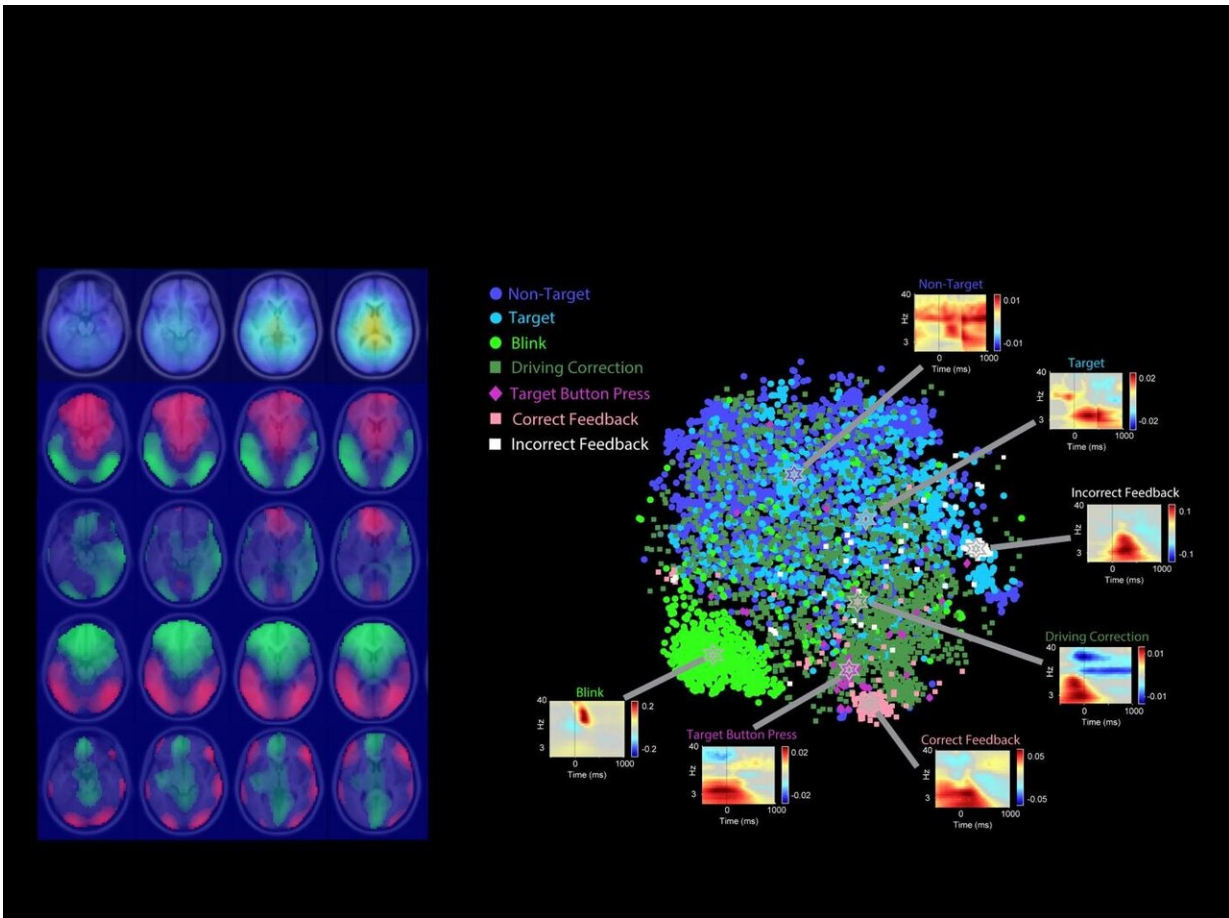 Non-Target
Target
Blink
Driving Correction
Target Button Press
Correct Feedback
Incorrect Feedback
Non-Target
40
Hz
3
0
1000
Time (ms)
0.01
-0.01
Target
40
Hz
3
0
1000
Time (ms)
0.02
-0.02
Incorrect Feedback
40
Hz
3
0
1000
Time (ms)
0.1
-0.1
Driving Correction
40
Hz
3
0
1000
Time (ms)
0.01
-0.01
Blink
40
Hz
3
0
1000
Time (ms)
0.2
-0.2
Target Button Press
40
Hz
3
0
1000
Time (ms)
0.02
-0.02
Correct Feedback
40
Hz
3
0
1000
Time (ms)
0.05
-0.05